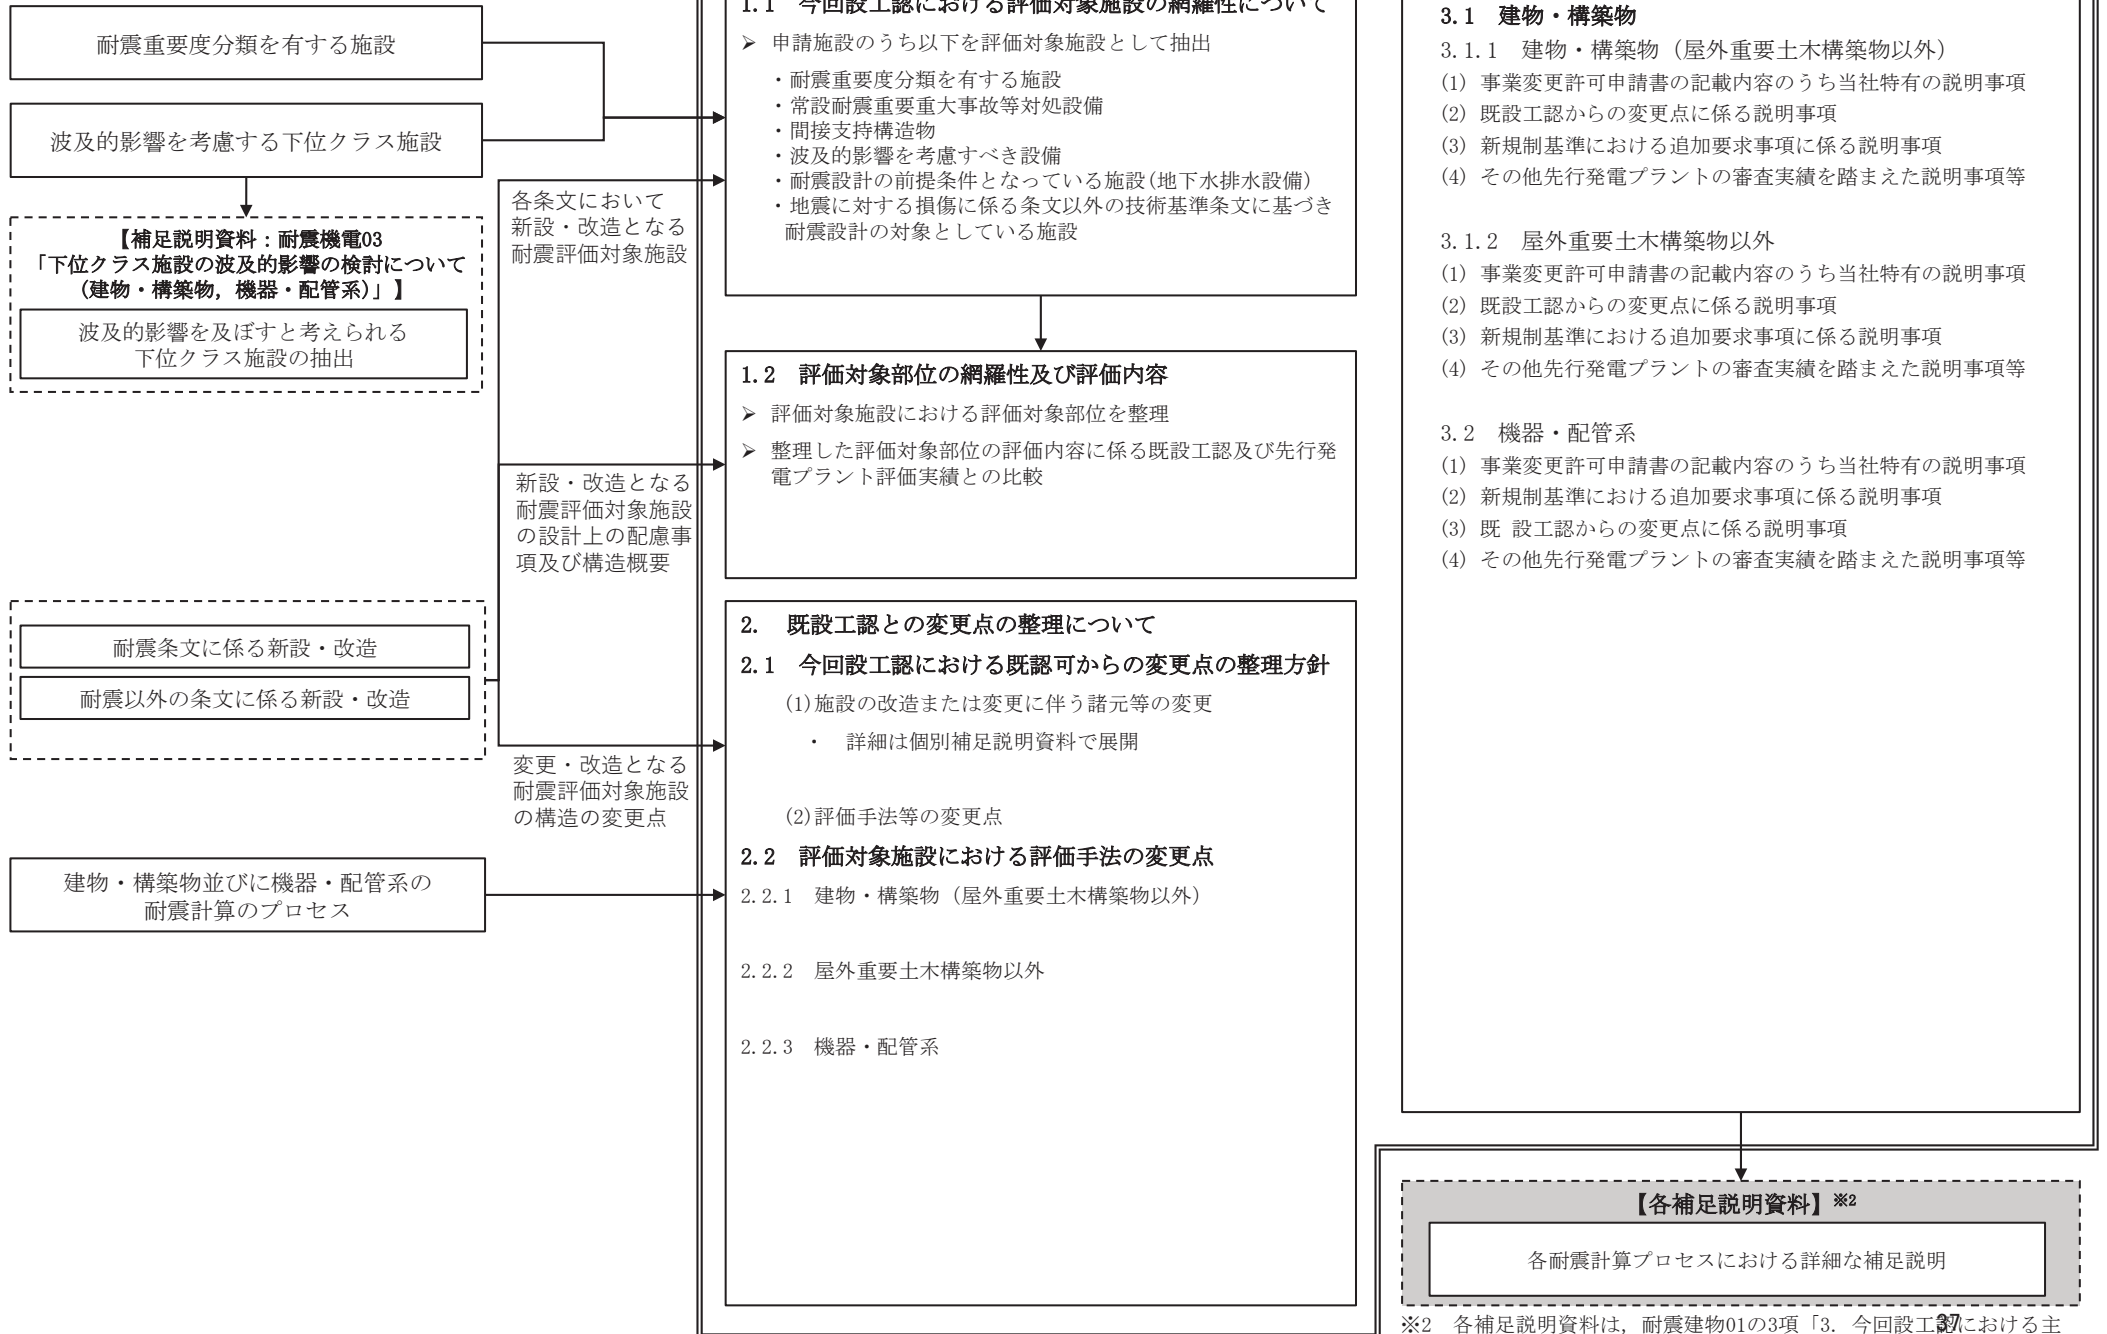 耐震重要度分類を有する施設
波及的影響を考慮する下位クラス施設
【補足説明資料：耐震機電03
「下位クラス施設の波及的影響の検討について
（建物・構築物，機器・配管系）」】
波及的影響を及ぼすと考えられる
下位クラス施設の抽出
耐震条文に係る新設・改造
耐震以外の条文に係る新設・改造
建物・構築物並びに機器・配管系の
耐震計算のプロセス
各条文において
新設・改造となる
耐震評価対象施設
新設・改造となる
耐震評価対象施設
の設計上の配慮事
項及び構造概要
変更・改造となる
耐震評価対象施設
の構造の変更点
1.1　今回設工認における評価対象施設の網羅性について
➢ 申請施設のうち以下を評価対象施設として抽出
・耐震重要度分類を有する施設
・常設耐震重要重大事故等対処設備
・間接支持構造物
・波及的影響を考慮すべき設備
・耐震設計の前提条件となっている施設(地下水排水設備)
・地震に対する損傷に係る条文以外の技術基準条文に基づき
耐震設計の対象としている施設
1.2　評価対象部位の網羅性及び評価内容
➢ 評価対象施設における評価対象部位を整理
➢ 整理した評価対象部位の評価内容に係る既設工認及び先行発
電プラント評価実績との比較
2.　既設工認との変更点の整理について
2.1　今回設工認における既認可からの変更点の整理方針
(1)施設の改造または変更に伴う諸元等の変更
・　詳細は個別補足説明資料で展開
(2)評価手法等の変更点
2.2　評価対象施設における評価手法の変更点
2.2.1　建物・構築物（屋外重要土木構築物以外）
2.2.2　屋外重要土木構築物以外
2.2.3　機器・配管系
3.1　建物・構築物
3.1.1　建物・構築物（屋外重要土木構築物以外）
(1) 事業変更許可申請書の記載内容のうち当社特有の説明事項
(2) 既設工認からの変更点に係る説明事項
(3) 新規制基準における追加要求事項に係る説明事項
(4) その他先行発電プラントの審査実績を踏まえた説明事項等
3.1.2　屋外重要土木構築物以外
(1) 事業変更許可申請書の記載内容のうち当社特有の説明事項
(2) 既設工認からの変更点に係る説明事項
(3) 新規制基準における追加要求事項に係る説明事項
(4) その他先行発電プラントの審査実績を踏まえた説明事項等
3.2　機器・配管系
(1) 事業変更許可申請書の記載内容のうち当社特有の説明事項
(2) 新規制基準における追加要求事項に係る説明事項
(3) 既 設工認からの変更点に係る説明事項
(4) その他先行発電プラントの審査実績を踏まえた説明事項等
【各補足説明資料】※2
各耐震計算プロセスにおける詳細な補足説明
※2　各補足説明資料は，耐震建物01の3項「3. 今回設工認における主
37